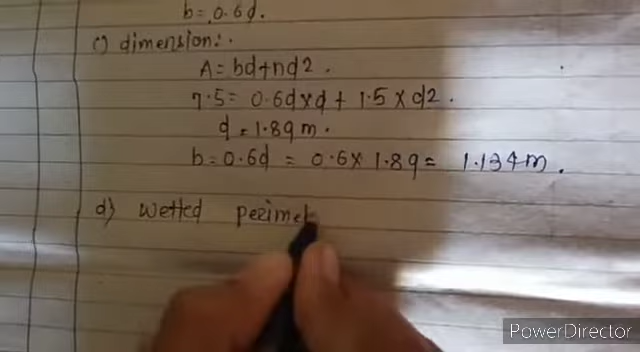 b = 0.6d.
c) dimension:.
A = bd+nd2.
7.5 = 0.6d×d + 1.5×d2.
d = 1.89 m.
b = 0.6d = 0.6× 1.89 = 1.134m.
d) Wetted perimet
PowerDirector